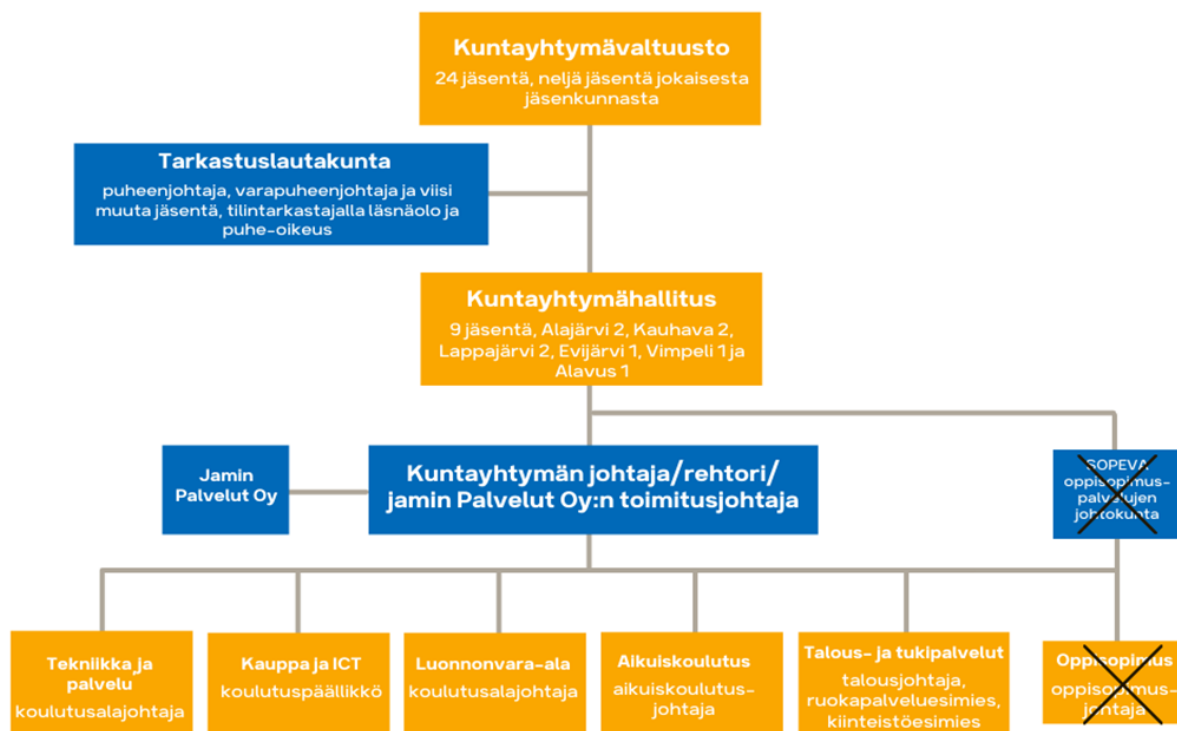 Kuntayhtymävaltuusto
24 jäsentä, neljä jäsentä jokaisesta
jäsenkunnasta
Tarkastuslautakunta
puheenjohtaja, varapuheenjohtaja ja viisi
muuta jäsentä, tilintarkastajalla läsnäolo ja
puhe-oikeus
Kuntayhtymähallitus
9 jäsentä, Alajärvi 2, Kauhava 2,
Lappajärvi 2, Evijärvi 1, Vimpeli 1 ja
Alavus 1
Jamin
Palvelut Oy
Kuntayhtymän johtaja/rehtori/
jamin Palvelut Oy:n toimitusjohtaja
SOPEVA
oppisopimus-
palvelujen
johtokunta
Tekniikka ja
palvelu
koulutusalajohtaja
Kauppa ja ICT
koulutuspäällikkö
Luonnonvara-ala
koulutusalajohtaja
Aikuiskoulutus
aikuiskoulutus-
johtaja
Talous- ja tukipalvelut
talousjohtaja,
ruokapalveluesimies,
kiinteistöesimies
Oppisopimus
oppisopimus-
johtaja